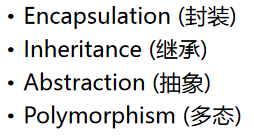 • Encapsulation (封装)
• Inheritance (继承)
• Abstraction (抽象)
• Polymorphism (多态)